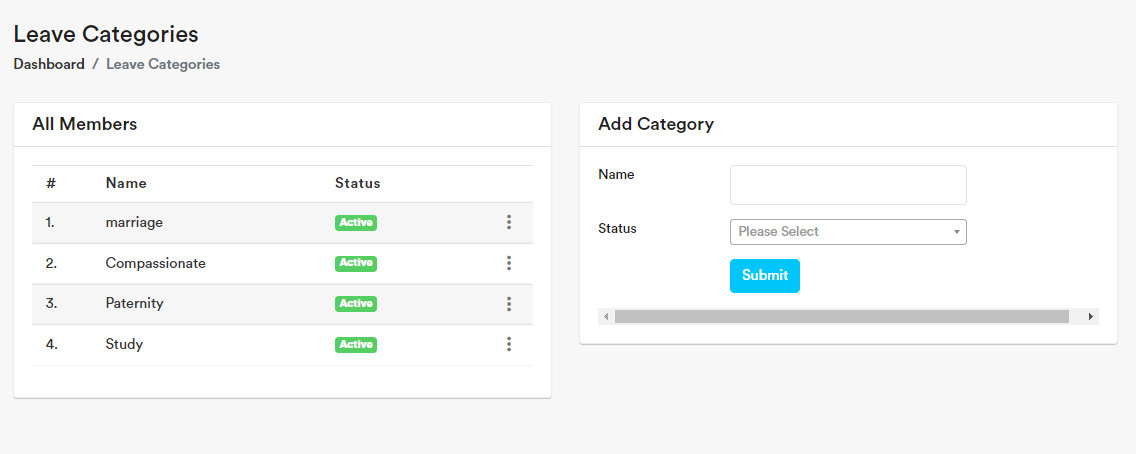 Leave Categories
Dashboard / Leave Categories
All Members
# Name Status
1. marriage Active
2. Compassionate Active
3. Paternity Active
4. Study Active
Add Category
Name
Status Please Select
Submit